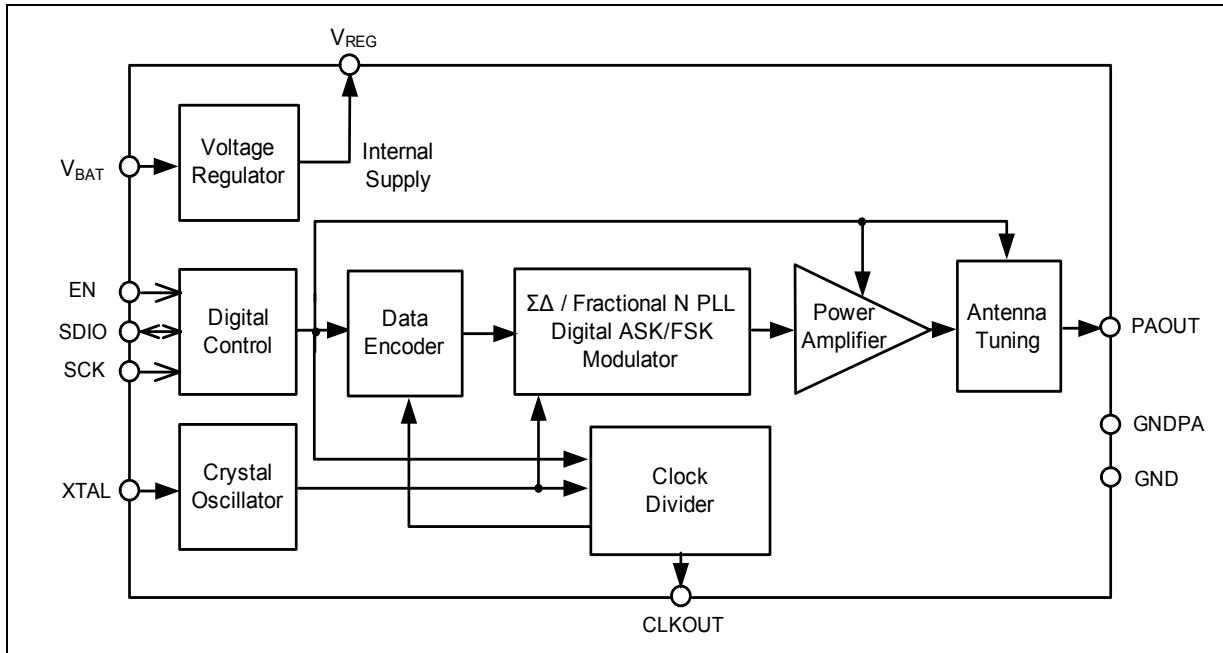 VREG
Voltage
Regulator
Internal
Supply
VBAT
EN
SDIO
SCK
Digital
Control
Data
Encoder
ΣΔ / Fractional N PLL
Digital ASK/FSK
Modulator
Power
Amplifier
Antenna
Tuning
PAOUT
GNDPA
GND
XTAL
Crystal
Oscillator
Clock
Divider
CLKOUT